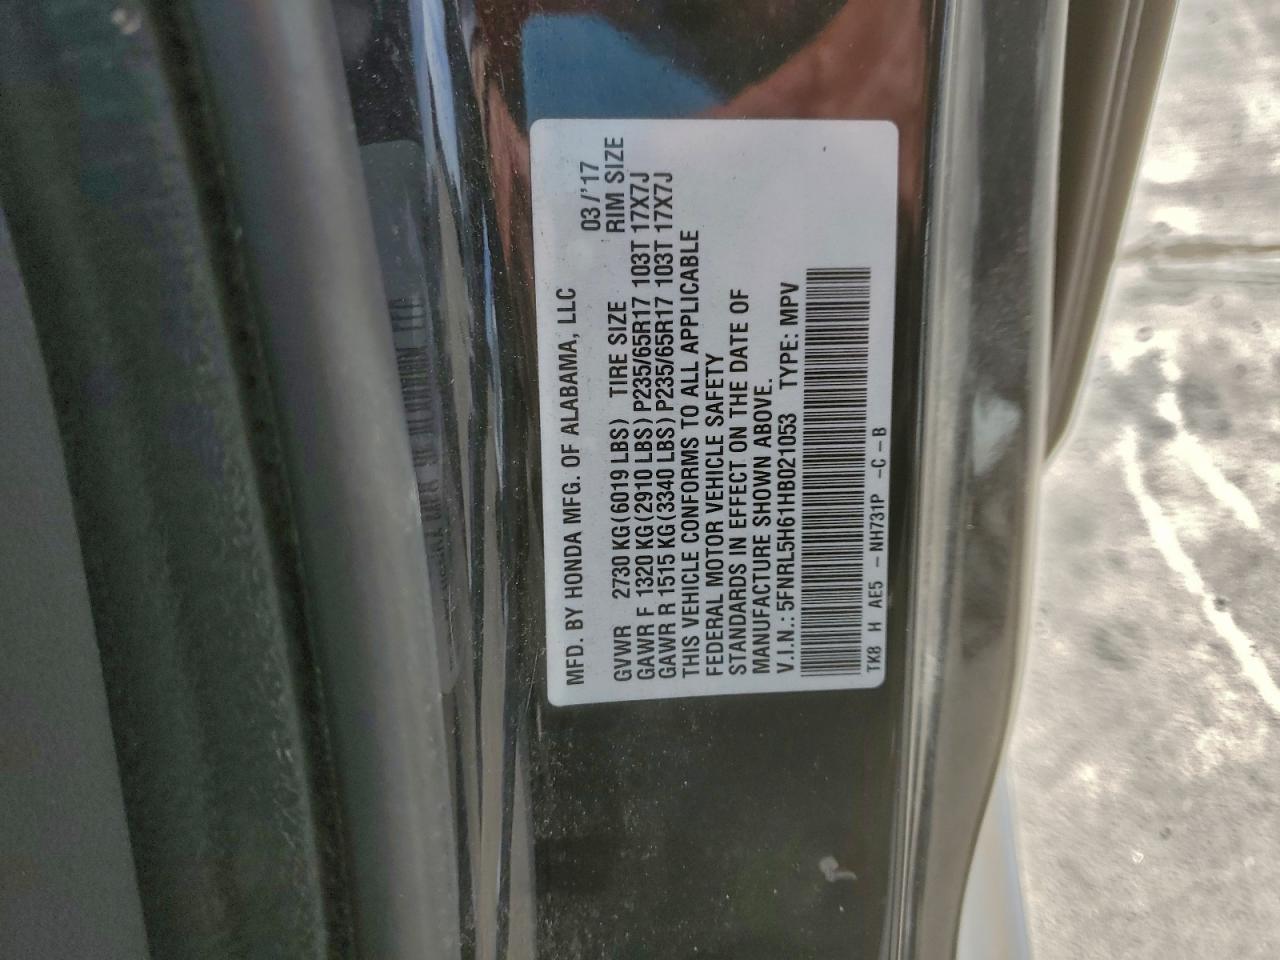 MFD. BY HONDA MFG. OF ALABAMA, LLC 03/'17
GVWR 2730 KG(6019 LBS) TIRE SIZE RIM SIZE
GAWR F 1320 KG(2910 LBS) P235/65R17 103T 17X7J
GAWR R 1515 KG(3340 LBS) P235/65R17 103T 17X7J
THIS VEHICLE CONFORMS TO ALL APPLICABLE
FEDERAL MOTOR VEHICLE SAFETY
STANDARDS IN EFFECT ON THE DATE OF
MANUFACTURE SHOWN ABOVE.
V.I.N.: 5FNRL5H61HB021053 TYPE: MPV
TK8 H AE5 - NH731P -C-B